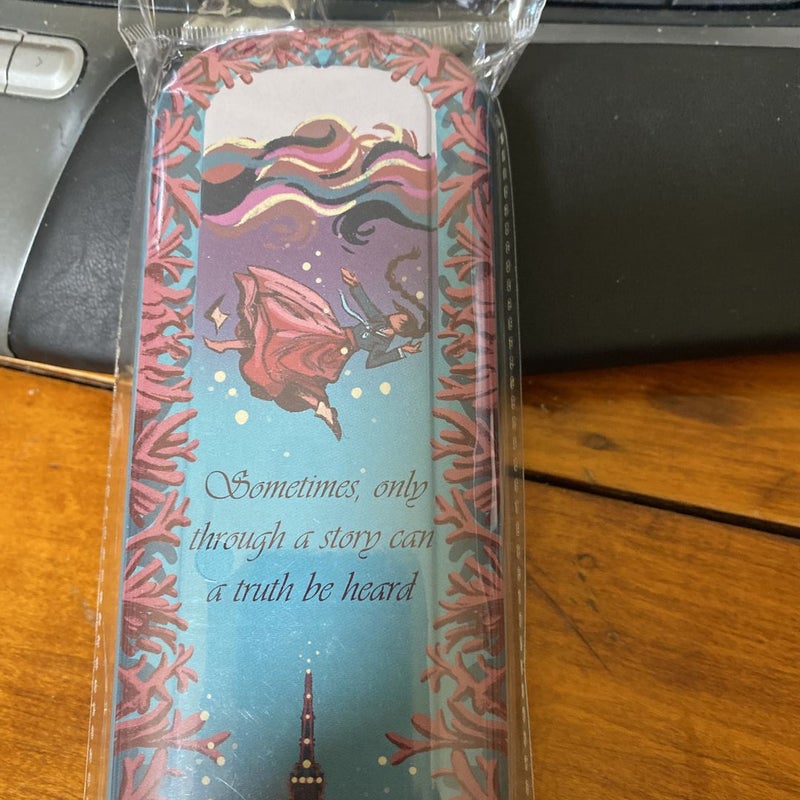 Sometimes, only
through a story can
a truth be heard